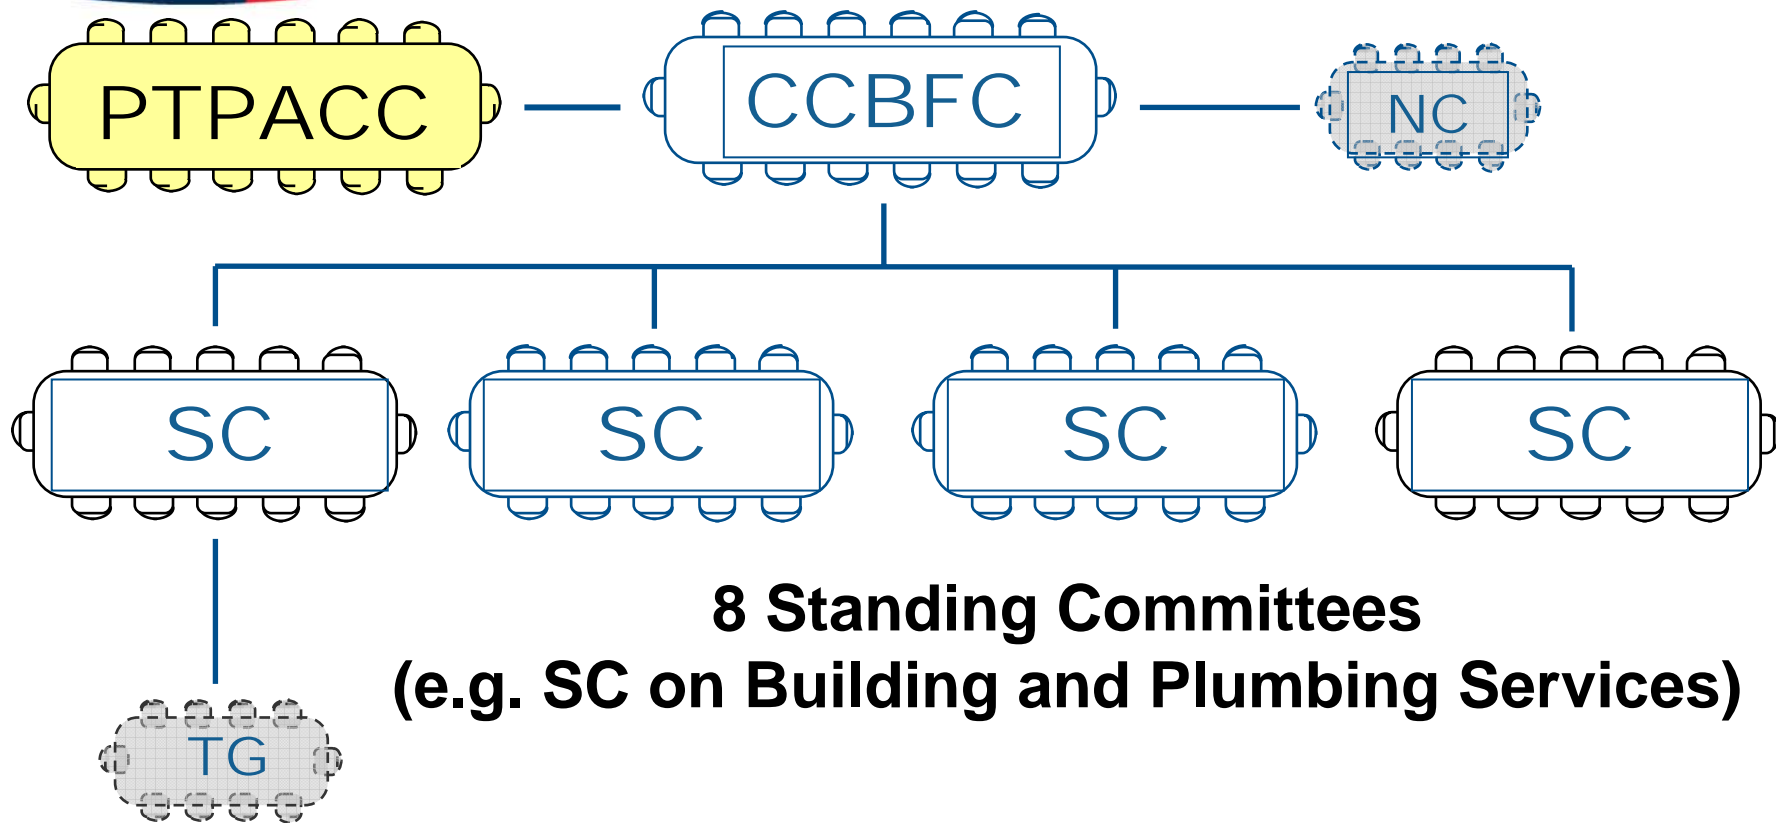 PTPACC
CCBFC
NC
SC
SC
SC
SC
8 Standing Committees
(e.g. SC on Building and Plumbing Services)
TG